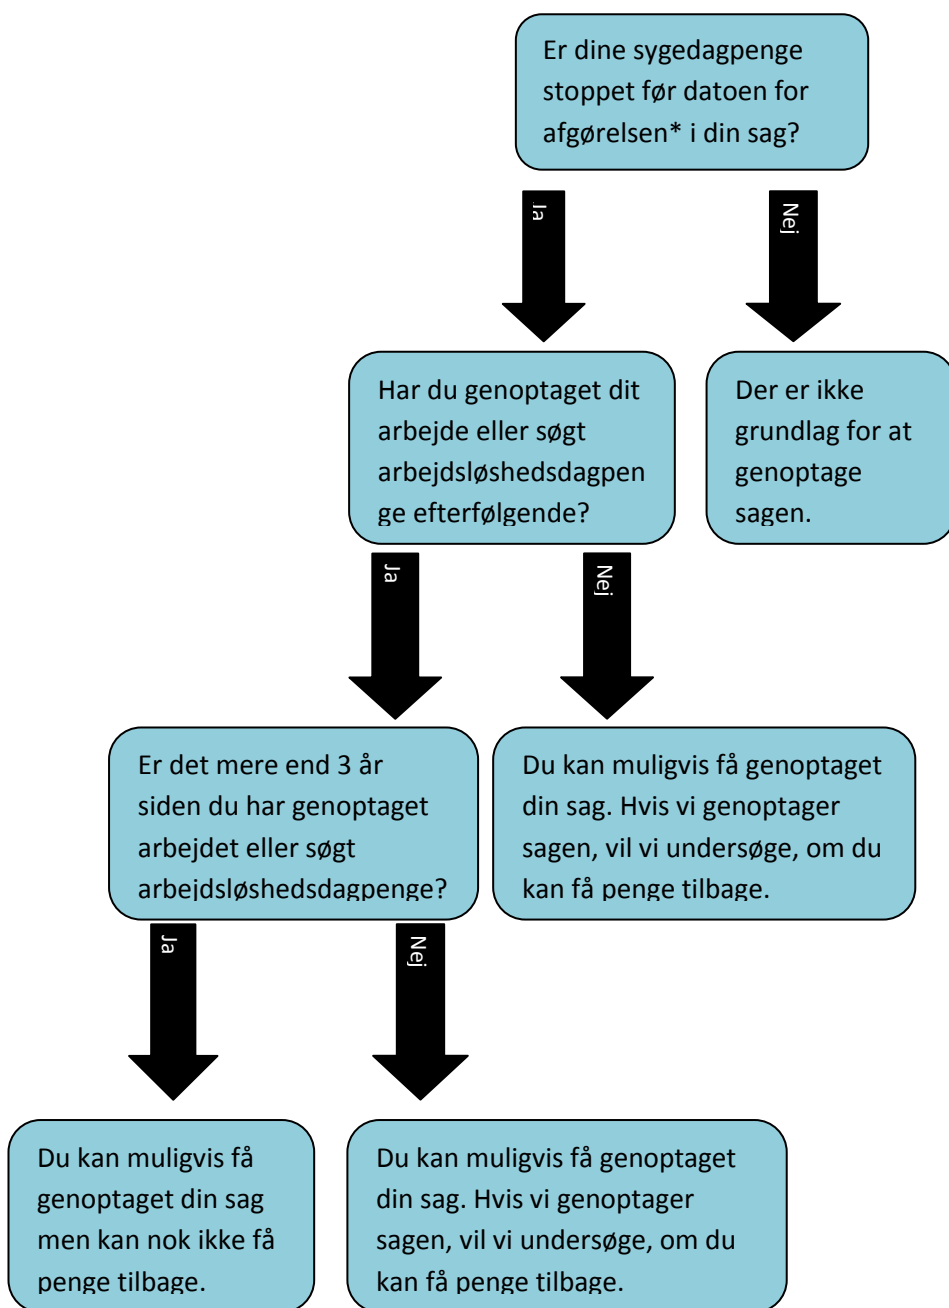 Er dine sygedagpenge
stoppet før datoen for
afgørelsen* i din sag?
Ja
Nej
Har du genoptaget dit
arbejde eller søgt
arbejdsløshedsdagpen
ge efterfølgende?
Der er ikke
grundlag for at
genoptage
sagen.
Ja
Nej
Er det mere end 3 år
siden du har genoptaget
arbejdet eller søgt
arbejdsløshedsdagpenge?
Du kan muligvis få genoptaget
din sag. Hvis vi genoptager
sagen, vil vi undersøge, om du
kan få penge tilbage.
Ja
Nej
Du kan muligvis få
genoptaget din sag
men kan nok ikke få
penge tilbage.
Du kan muligvis få genoptaget
din sag. Hvis vi genoptager
sagen, vil vi undersøge, om du
kan få penge tilbage.